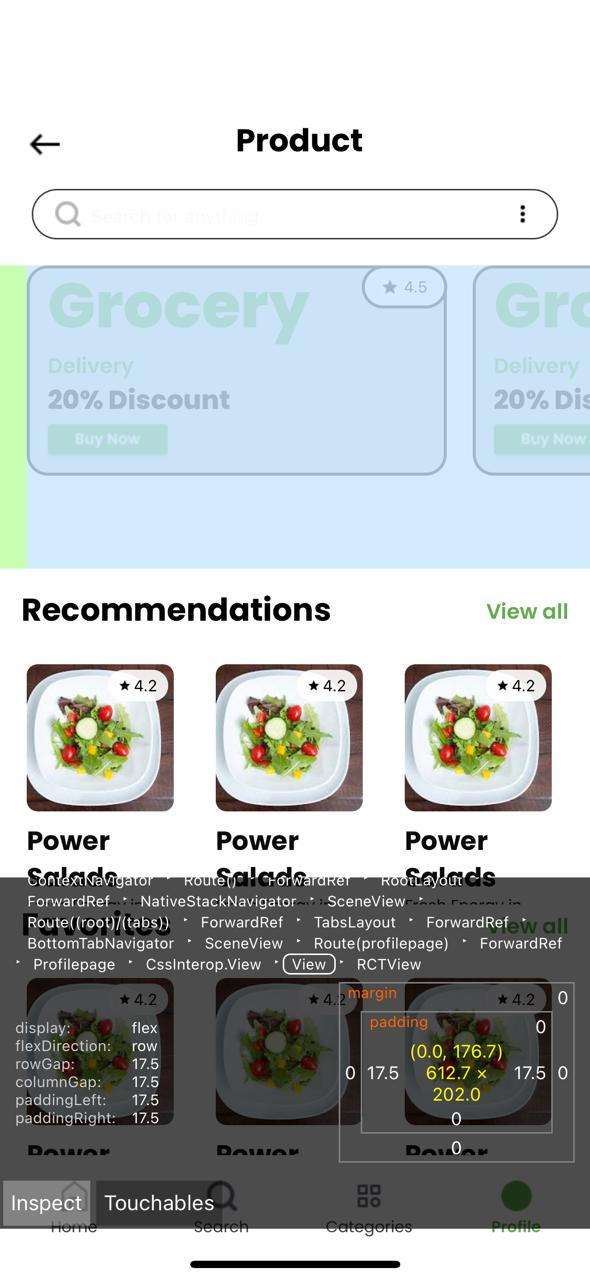 Product
Search for anything
Grocery
4.5
Gro
Delivery
Delivery
20% Discount
20% Dis
Buy Now
Buy Now
Recommendations
View all
4.2
4.2
4.2
Power
Salads
Power
Salads
Power
Salads
ContextNavigator ‣ Route() ‣ ForwardRef ‣ RootLayout ‣
ForwardRef ‣ NativeStackNavigator ‣ SceneView ‣
Route((root)/(tabs)) ‣ ForwardRef ‣ TabsLayout ‣ ForwardRef ‣
BottomTabNavigator ‣ SceneView ‣ Route(profilepage) ‣ ForwardRef
‣ Profilepage ‣ CssInterop.View ‣ View ‣ RCTView
Favorites
View all
4.2
4.2
4.2
display: flex
flexDirection: row
rowGap: 17.5
columnGap: 17.5
paddingLeft: 17.5
paddingRight: 17.5
margin
0
padding
0
(0.0, 176.7)
0 17.5 612.7 × 17.5 0
202.0
0
0
Power
Power
Power
Inspect
Touchables
Home
Search
Categories
Profile